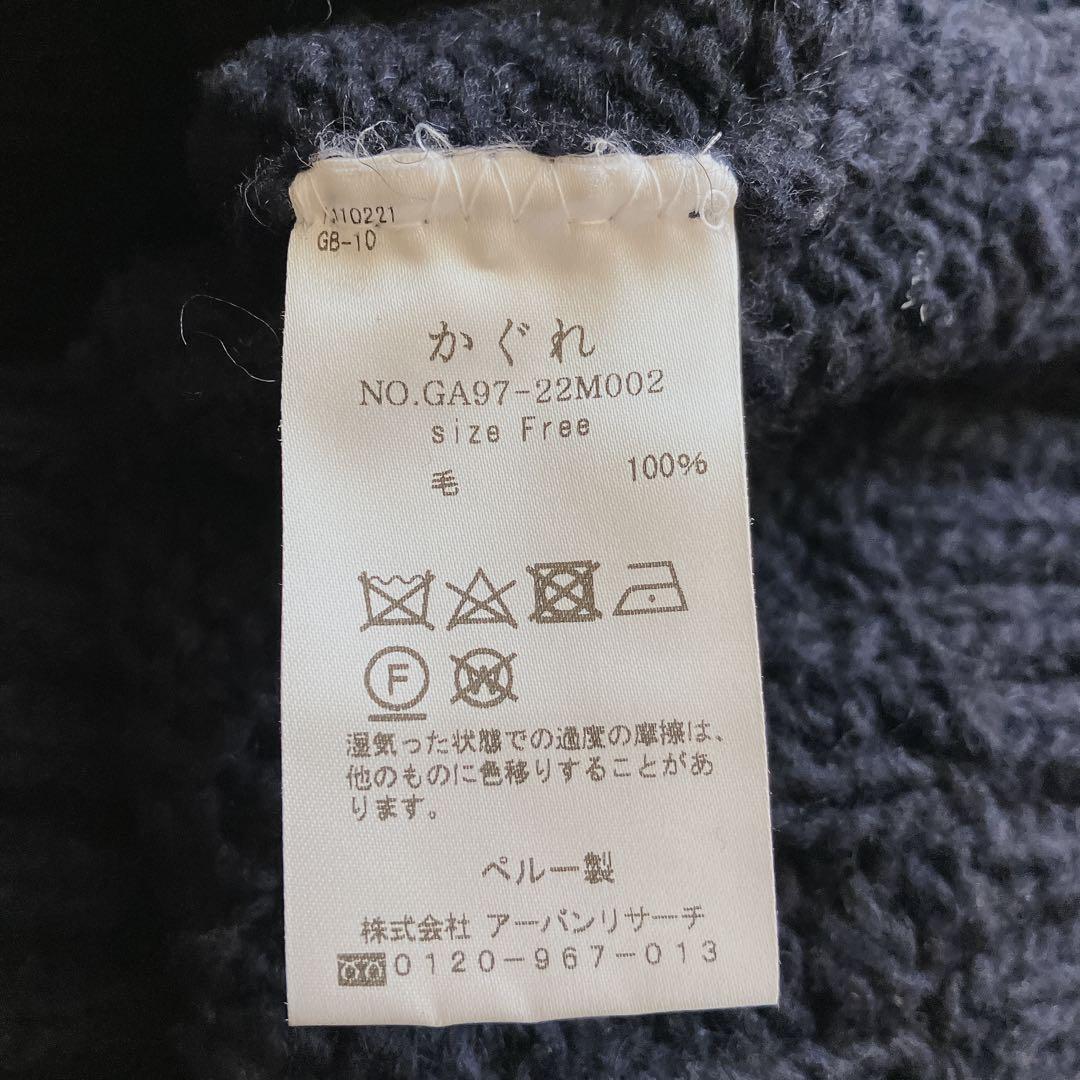 GB-10
かぐれ
NO.GA97-22M002
size Free
毛 100%
F W
湿気った状態での過度の摩擦は、
他のものに色移りすることがあ
ります。
ペルー製
株式会社 アーバンリサーチ
0120-967-013